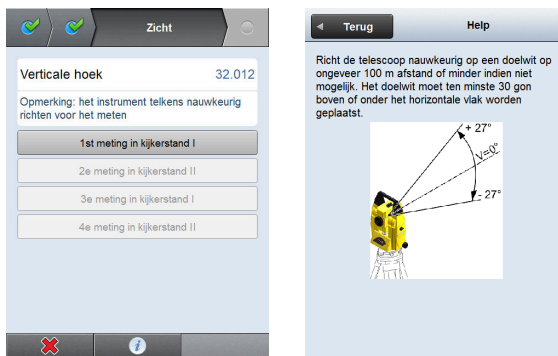 Zicht
Verticale hoek 32.012
Opmerking: het instrument telkens nauwkeurig
richten voor het meten
1st meting in kijkerstand I
2e meting in kijkerstand II
3e meting in kijkerstand I
4e meting in kijkerstand II
i
Terug
Help
Richt de telescoop nauwkeurig op een doelwit op
ongeveer 100 m afstand of minder indien niet
mogelijk. Het doelwit moet ten minste 30 gon
boven of onder het horizontale vlak worden
geplaatst.
+ 27°
V=0°
- 27°